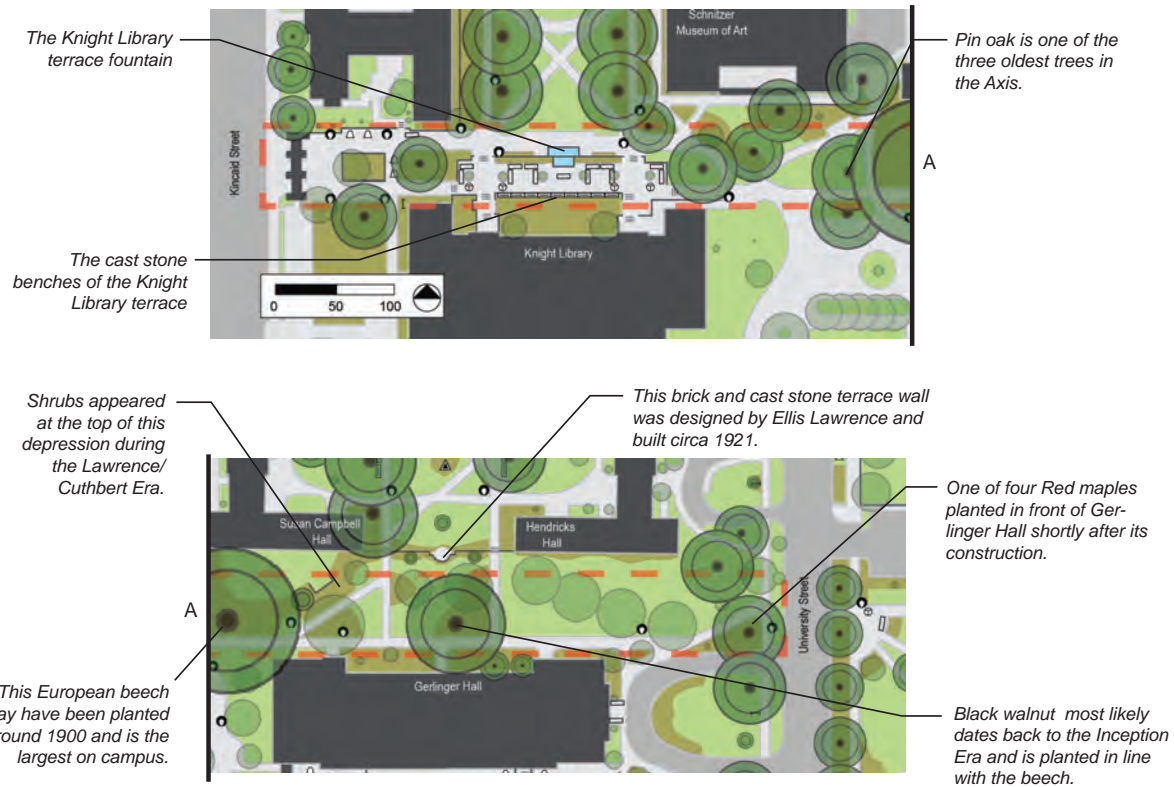 The Knight Library
terrace fountain
Schnitzer
Museum of Art
Pin oak is one of the
three oldest trees in
the Axis.
Kincaid Street
A
The cast stone
benches of the Knight
Library terrace
Knight Library
0 50 100
Shrubs appeared
at the top of this
depression during
the Lawrence/
Cuthbert Era.
This brick and cast stone terrace wall
was designed by Ellis Lawrence and
built circa 1921.
Susan Campbell
Hall
Hendricks
Hall
One of four Red maples
planted in front of Ger-
linger Hall shortly after its
construction.
A
University Street
Gerlinger Hall
This European beech
ay have been planted
round 1900 and is the
largest on campus.
Black walnut most likely
dates back to the Inception
Era and is planted in line
with the beech.